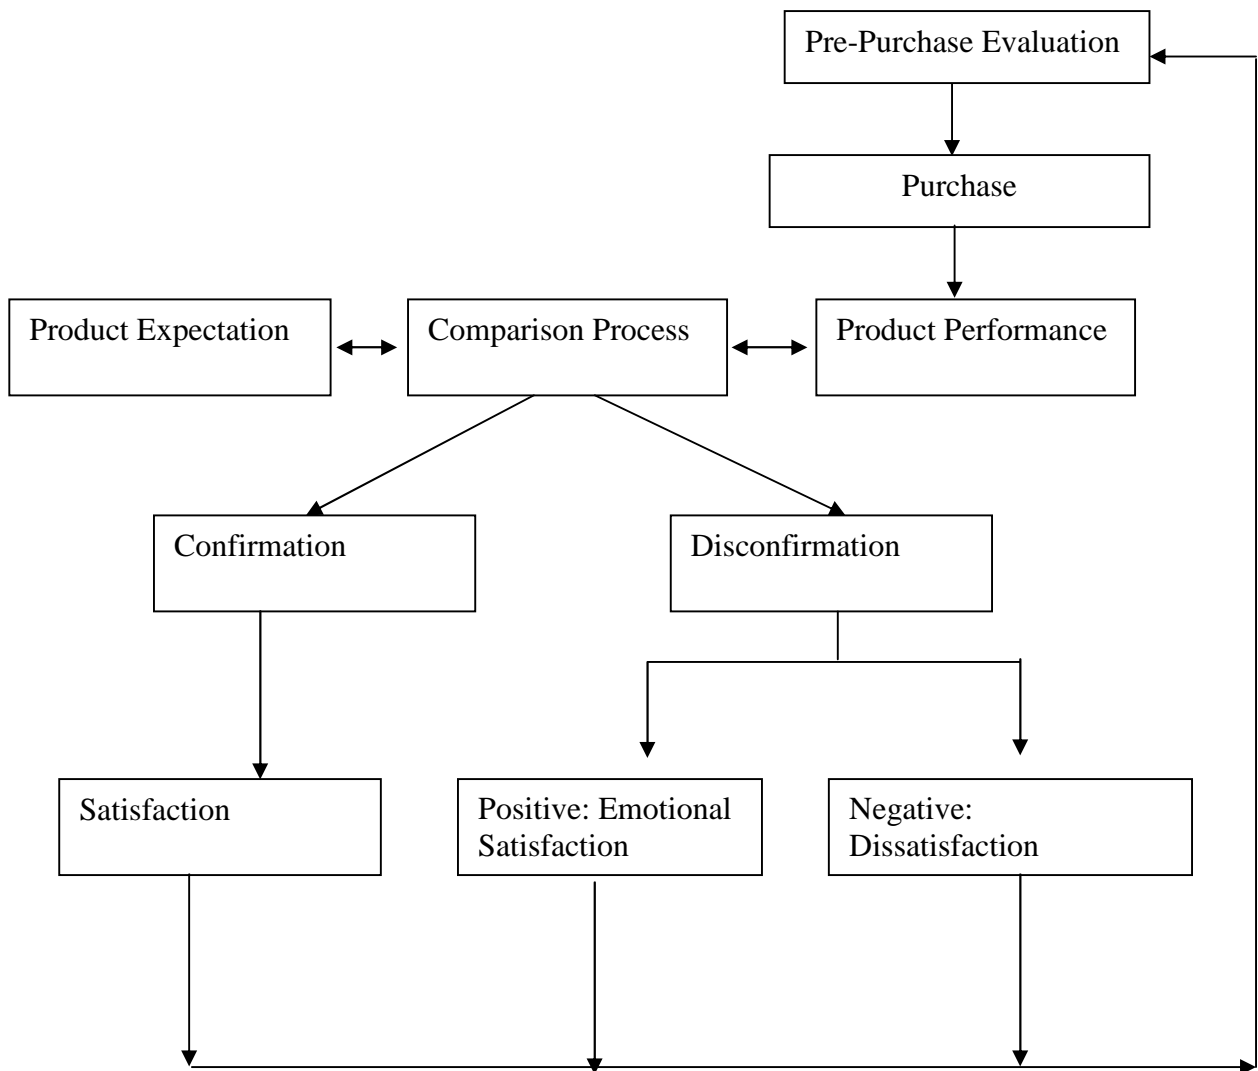 Pre-Purchase Evaluation
Purchase
Product Expectation
Comparison Process
Product Performance
Confirmation
Disconfirmation
Satisfaction
Positive: Emotional
Satisfaction
Negative:
Dissatisfaction